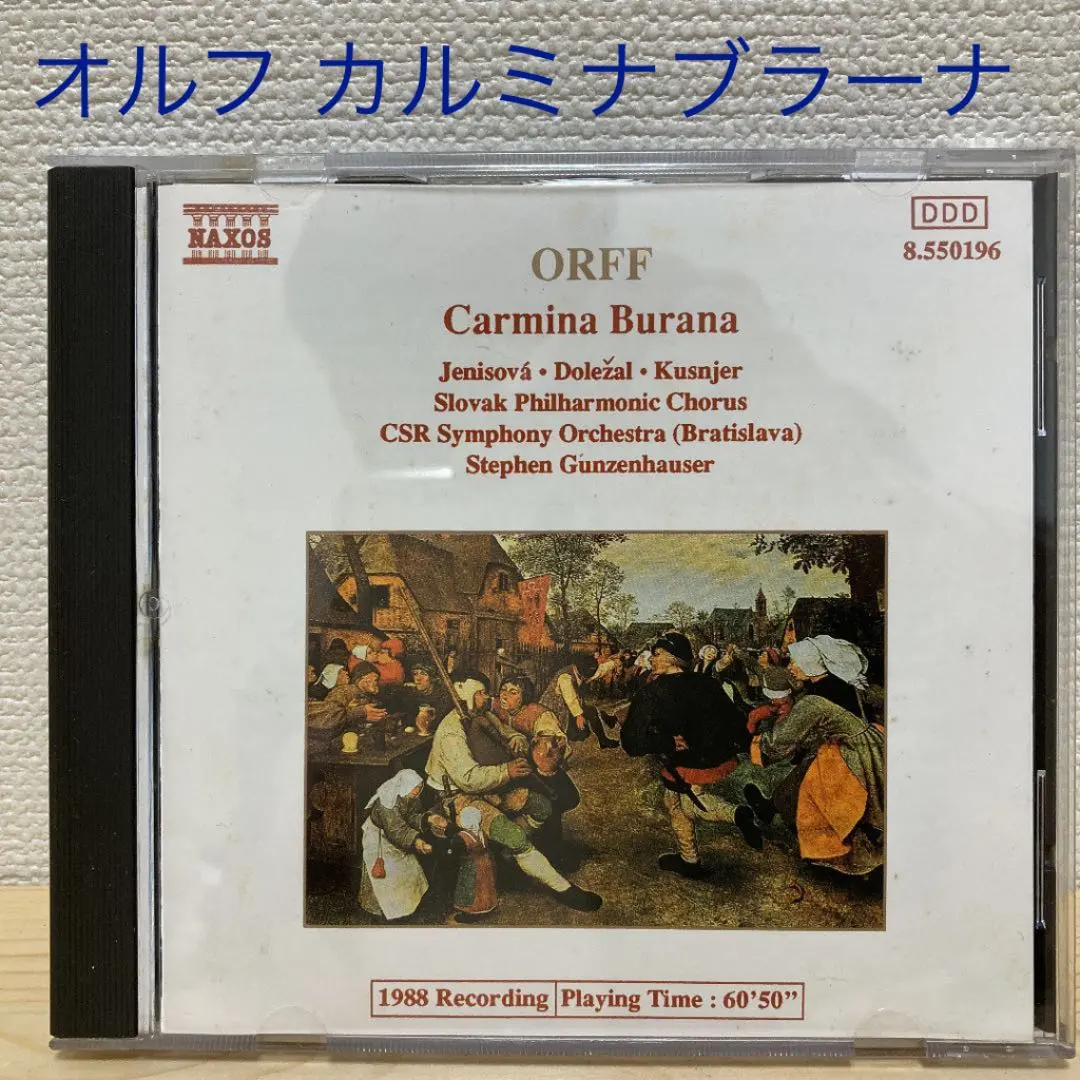 オルフ カルミナブラーナ
NAXOS
DDD
8.550196
ORFF
Carmina Burana
Jenisová • Doležal • Kusnjer
Slovak Philharmonic Chorus
CSR Symphony Orchestra (Bratislava)
Stephen Gunzenhauser
1988 Recording Playing Time : 60’50”